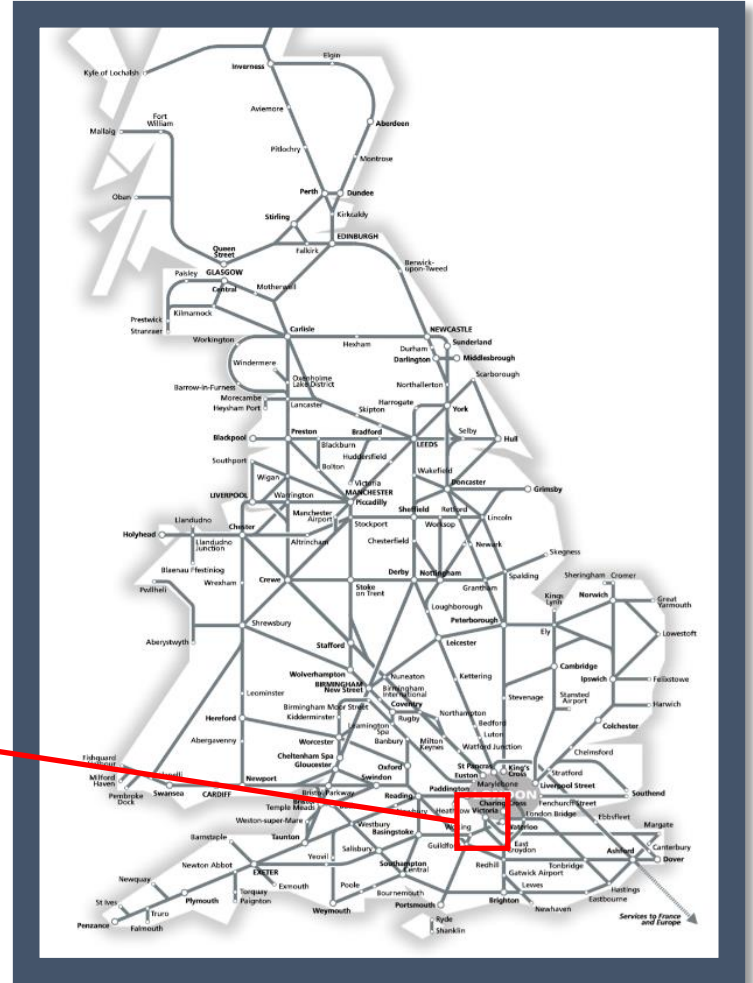 Kyle of Lochalsh
Inverness
Elgin
Aviemore
Aberdeen
Fort
William
Mallaig
Pitlochry
Montrose
Perth
Dundee
Oban
Stirling
Kirkcaldy
Falkirk
EDINBURGH
Queen
Street
GLASGOW
Central
Paisley
Motherwell
Berwick-
upon-Tweed
Prestwick
Stranraer
Kilmarnock
Carlisle
Hexham
NEWCASTLE
Sunderland
Workington
Durham
Darlington
Middlesbrough
Windermere
Oxenholme
Lake District
Northallerton
Scarborough
Barrow-in-Furness
Morecambe
Heysham Port
Lancaster
Skipton
Harrogate
York
Blackpool
Preston
Blackburn
Bradford
LEEDS
Selby
Hull
Southport
Bolton
Huddersfield
Wakefield
Wigan
Victoria
MANCHESTER
Piccadilly
Doncaster
Grimsby
LIVERPOOL
Warrington
Manchester
Airport
Stockport
Sheffield
Retford
Worksop
Lincoln
Llandudno
Holyhead
Llandudno
Junction
Chester
Altrincham
Chesterfield
Newark
Skegness
Blaenau Ffestiniog
Wrexham
Crewe
Stoke
on Trent
Derby
Nottingham
Grantham
Spalding
Sheringham
Cromer
Pwllheli
Loughborough
Kings
Lynn
Norwich
Great
Yarmouth
Aberystwyth
Shrewsbury
Stafford
Leicester
Peterborough
Ely
Lowestoft
Wolverhampton
BIRMINGHAM
New Street
Nuneaton
Birmingham
International
Kettering
Cambridge
Ipswich
Felixstowe
Leominster
Birmingham Moor Street
Kidderminster
Coventry
Rugby
Northampton
Stevenage
Stansted
Airport
Harwich
Hereford
Worcester
Leamington
Spa
Banbury
Milton
Keynes
Bedford
Luton
Colchester
Abergavenny
Cheltenham Spa
Gloucester
Oxford
Watford Junction
Chelmsford
Fishguard
Milford
Haven
Pembroke
Dock
Swansea
CARDIFF
Newport
Bristol Parkway
Swindon
Reading
Paddington
St Pancras
Euston
King's
Cross
Marylebone
Stratford
Liverpool Street
Southend
Temple Meads
Weston-super-Mare
Heathrow
Charing Cross
Victoria
Fenchurch Street
London Bridge
Ebbsfleet
Margate
Barnstaple
Taunton
Westbury
Basingstoke
Waterloo
Canterbury
Newton Abbot
Yeovil
Salisbury
Guildford
East
Croydon
Ashford
Dover
Newquay
EXETER
Southampton
Central
Redhill
Gatwick Airport
Tonbridge
St Ives
Plymouth
Torquay
Paignton
Exmouth
Poole
Bournemouth
Lewes
Hastings
Eastbourne
Penzance
Truro
Falmouth
Weymouth
Portsmouth
Brighton
Newhaven
Ryde
Shanklin
Services to France
and Europe